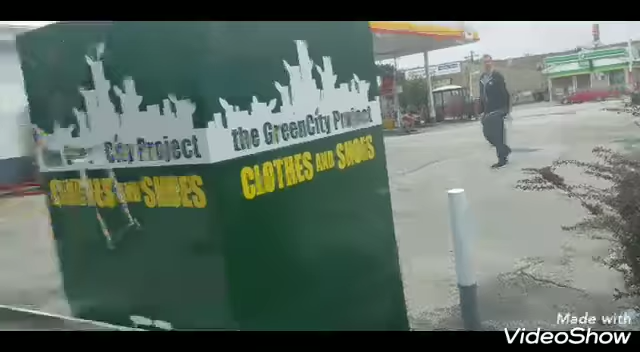 City Project
the GreenCity Project
CLOTHES AND SHOES
CLOTHES AND SHOES
Made with
VideoShow